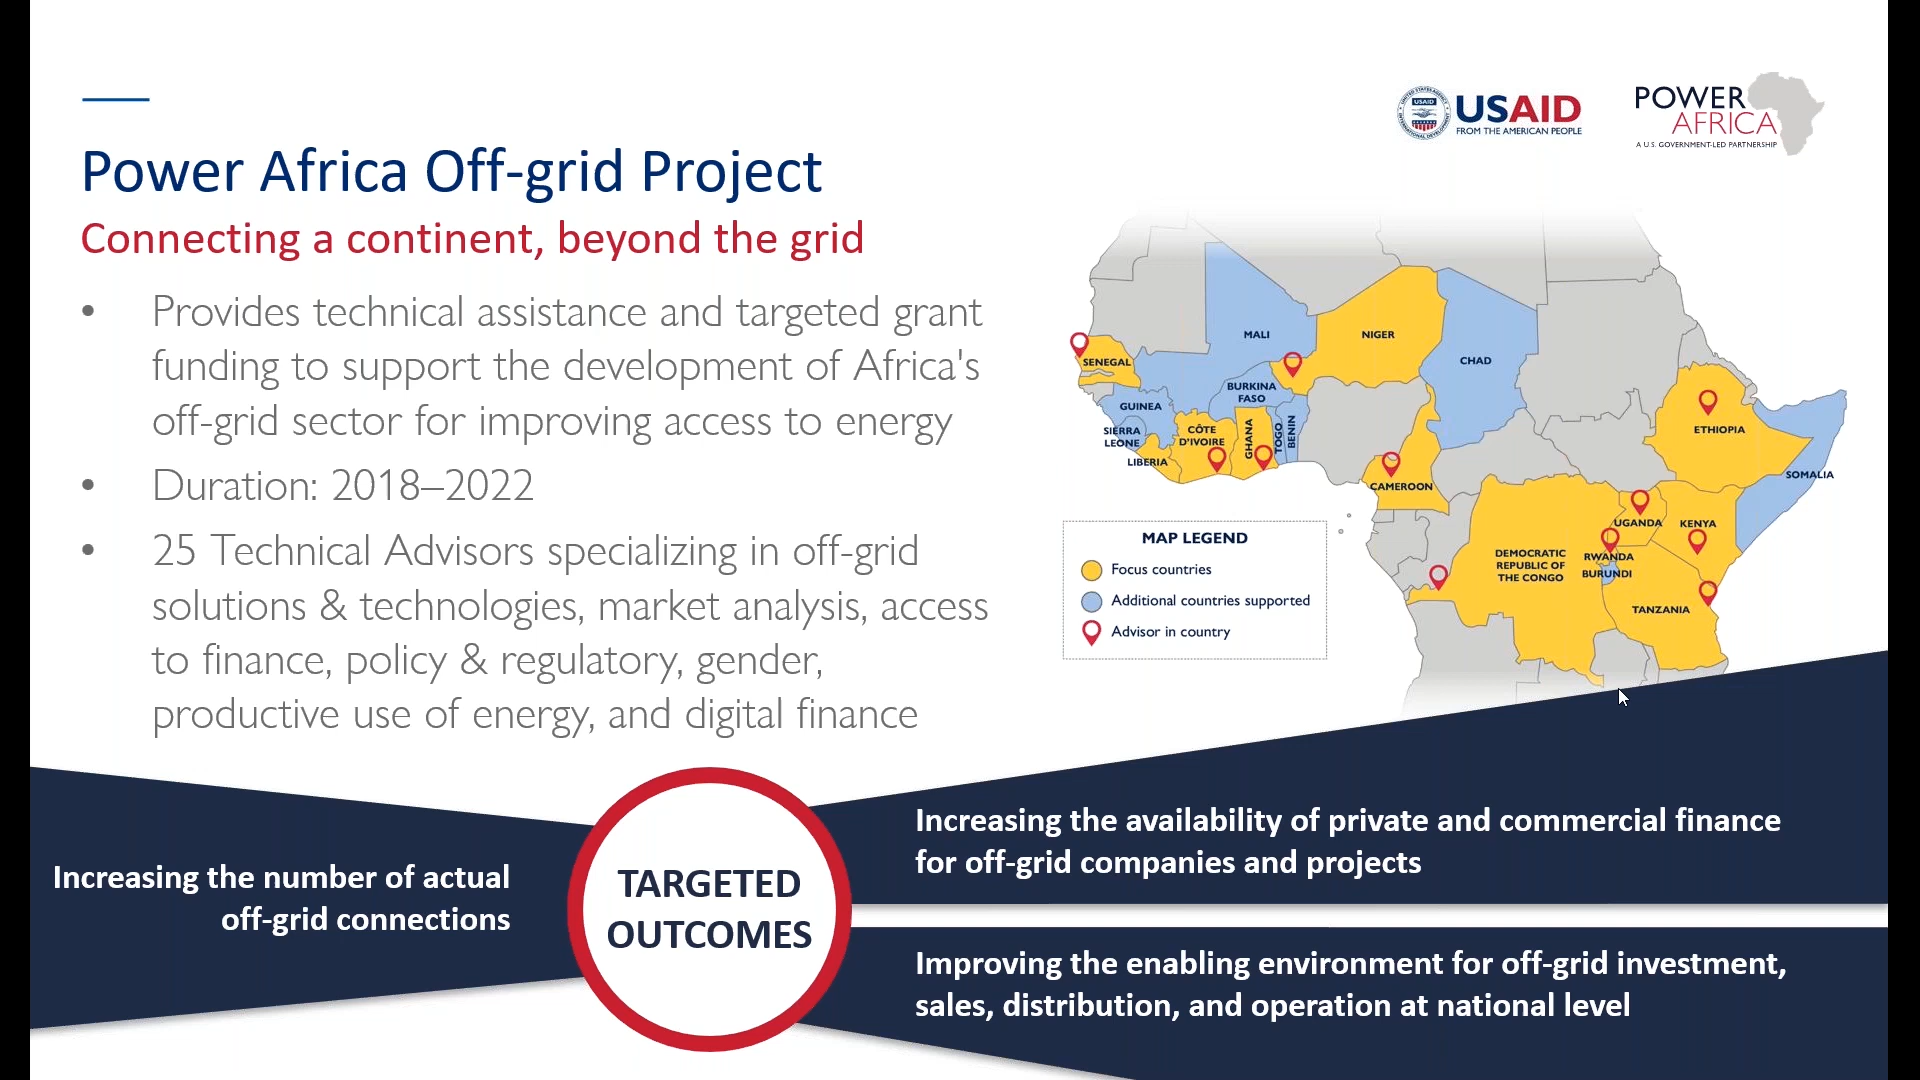 USAID
FROM THE AMERICAN PEOPLE
POWER
AFRICA
A U.S. GOVERNMENT-LED PARTNERSHIP
Power Africa Off-grid Project
Connecting a continent, beyond the grid
• Provides technical assistance and targeted grant
funding to support the development of Africa's
off-grid sector for improving access to energy
• Duration: 2018–2022
• 25 Technical Advisors specializing in off-grid
solutions & technologies, market analysis, access
to finance, policy & regulatory, gender,
productive use of energy, and digital finance
MALI
NIGER
CHAD
SENEGAL
BURKINA
FASO
GUINEA
SIERRA
LEONE
CÔTE
D'IVOIRE
GHANA
TOGO
BENIN
LIBERIA
CAMEROON
ETHIOPIA
SOMALIA
UGANDA
KENYA
DEMOCRATIC
REPUBLIC OF
THE CONGO
RWANDA
BURUNDI
TANZANIA
MAP LEGEND
Focus countries
Additional countries supported
Advisor in country
Increasing the number of actual
off-grid connections
TARGETED
OUTCOMES
Increasing the availability of private and commercial finance
for off-grid companies and projects
Improving the enabling environment for off-grid investment,
sales, distribution, and operation at national level